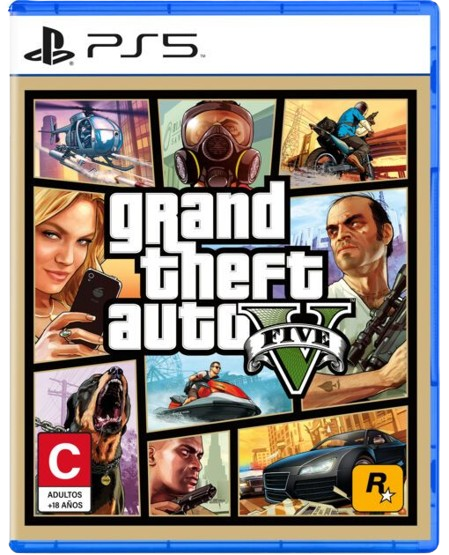 PS5
grand
theft
auto V
FIVE
C
ADULTOS
+18 AÑOS
R